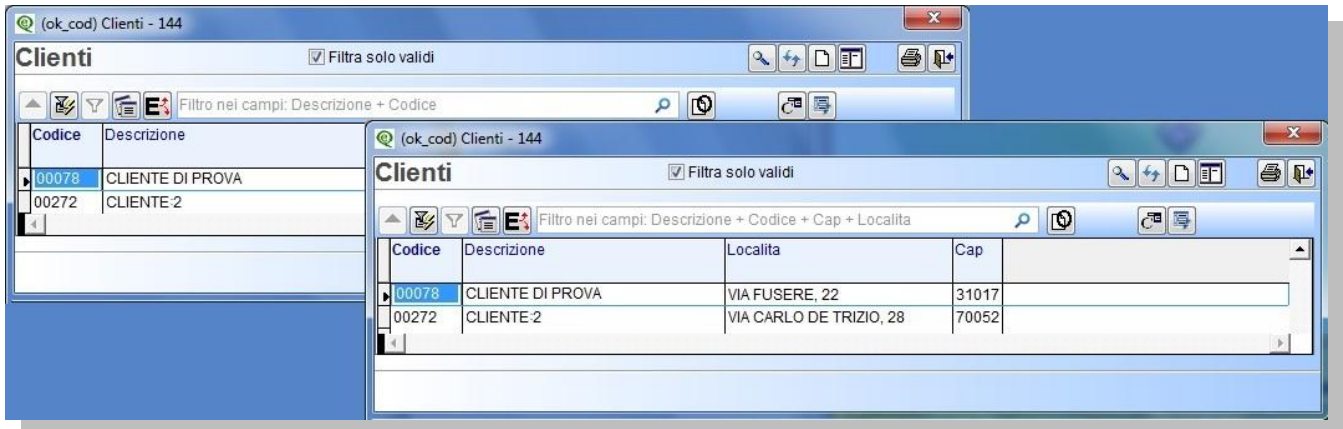 (ok_cod) Clienti - 144
Clienti
Filtra solo validi
Filtro nei campi: Descrizione + Codice
Codice Descrizione
00078 CLIENTE DI PROVA
00272 CLIENTE:2
(ok_cod) Clienti - 144
Clienti
Filtra solo validi
Filtro nei campi: Descrizione + Codice + Cap + Localita
Codice Descrizione Localita Cap
00078 CLIENTE DI PROVA VIA FUSERE, 22 31017
00272 CLIENTE:2 VIA CARLO DE TRIZIO, 28 70052